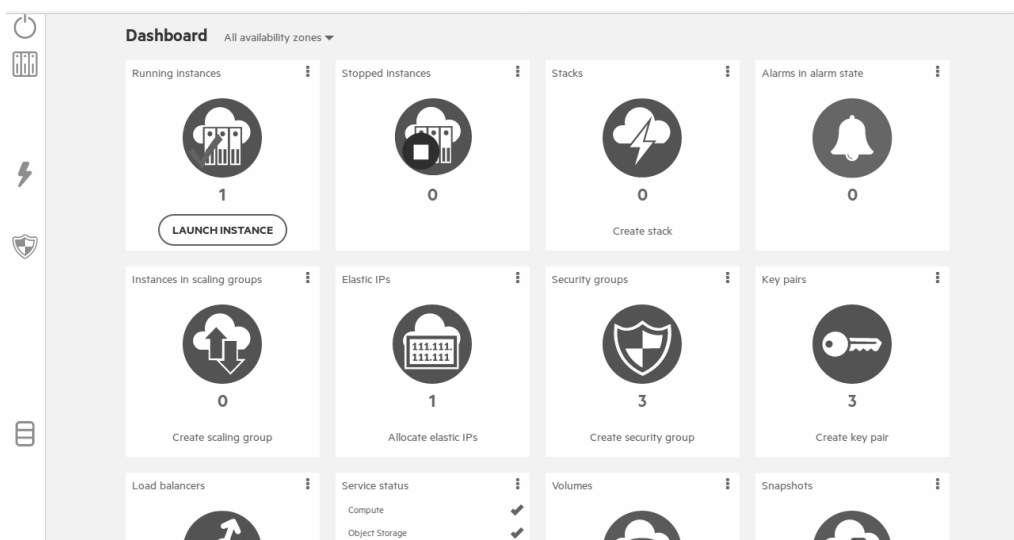 Dashboard All availability zones
Running instances
1
LAUNCH INSTANCE
Stopped instances
0
Stacks
0
Create stack
Alarms in alarm state
0
Instances in scaling groups
0
Create scaling group
Elastic IPs
111.111.
111.111
1
Allocate elastic IPs
Security groups
3
Create security group
Key pairs
3
Create key pair
Load balancers
Service status
Compute
Object Storage
Volumes
Snapshots